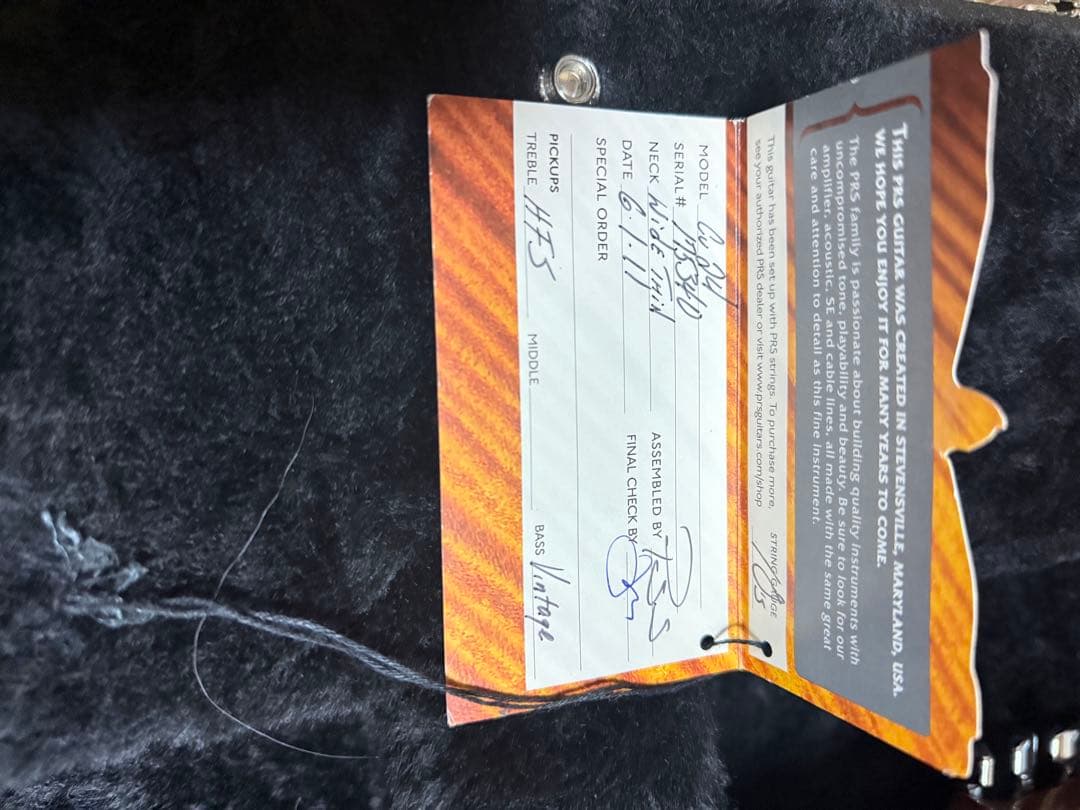 THIS PRS GUITAR WAS CREATED IN STEVENSVILLE, MARYLAND, USA.
WE HOPE YOU ENJOY IT FOR MANY YEARS TO COME.
The PRS family is passionate about building quality instruments with
uncompromised tone, playability and beauty. Be sure to look for our
amplifier, acoustic, SE and cable lines, all made with the same great
care and attention to detail as this fine instrument.
This guitar has been set up with PRS strings. To purchase more,
see your authorized PRS dealer or visit www.prsguitars.com/shop
STRING GAUGE
MODEL Cu24
SERIAL #
NECK Wide Thin ASSEMBLED BY
DATE 6.1.11 FINAL CHECK BY
SPECIAL ORDER
PICKUPS
TREBLE HFS MIDDLE BASS Vintage